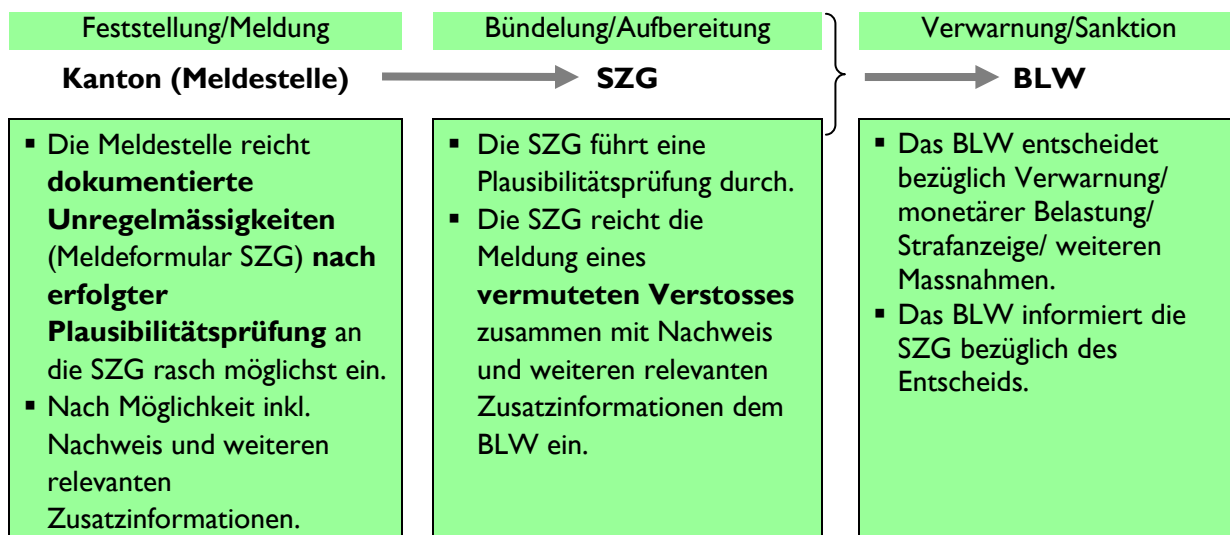 Feststellung/Meldung
Bündelung/Aufbereitung
Verwarnung/Sanktion
Kanton (Meldestelle)
SZG
BLW
▪ Die Meldestelle reicht
dokumentierte
Unregelmässigkeiten
(Meldeformular SZG) nach
erfolgter
Plausibilitätsprüfung an
die SZG rasch möglichst ein.
▪ Nach Möglichkeit inkl.
Nachweis und weiteren
relevanten
Zusatzinformationen.
▪ Die SZG führt eine
Plausibilitätsprüfung durch.
▪ Die SZG reicht die
Meldung eines
vermuteten Verstosses
zusammen mit Nachweis
und weiteren relevanten
Zusatzinformationen dem
BLW ein.
▪ Das BLW entscheidet
bezüglich Verwarnung/
monetärer Belastung/
Strafanzeige/ weiteren
Massnahmen.
▪ Das BLW informiert die
SZG bezüglich des
Entscheids.